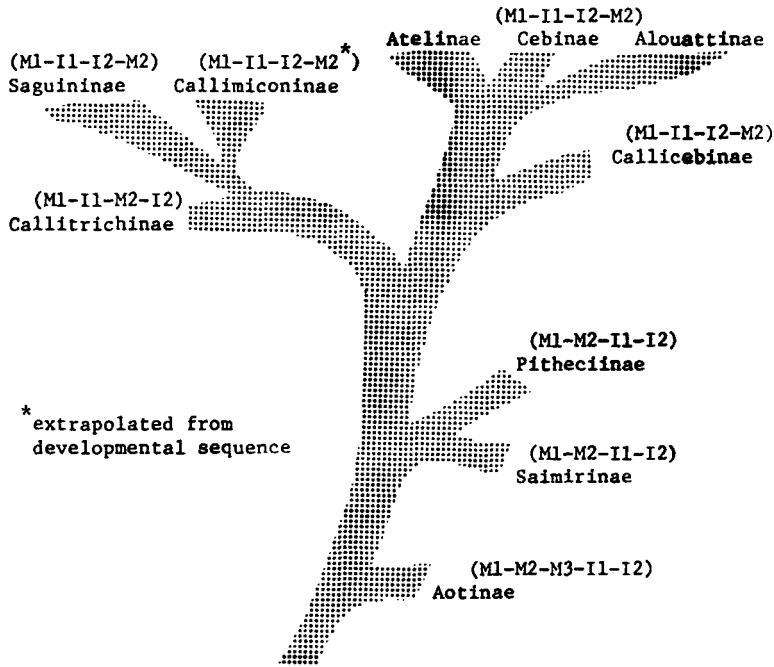 (M1-I1-I2-M2)
Atelinae Cebinae Alouattinae
(M1-I1-I2-M2)
Saguininae
(M1-I1-I2-M2*)
Callimiconinae
(M1-I1-I2-M2)
Callicebinae
(M1-I1-M2-I2)
Callitrichinae
(M1-M2-I1-I2)
Pitheciinae
*extrapolated from
developmental sequence
(M1-M2-I1-I2)
Saimirinae
(M1-M2-M3-I1-I2)
Aotinae